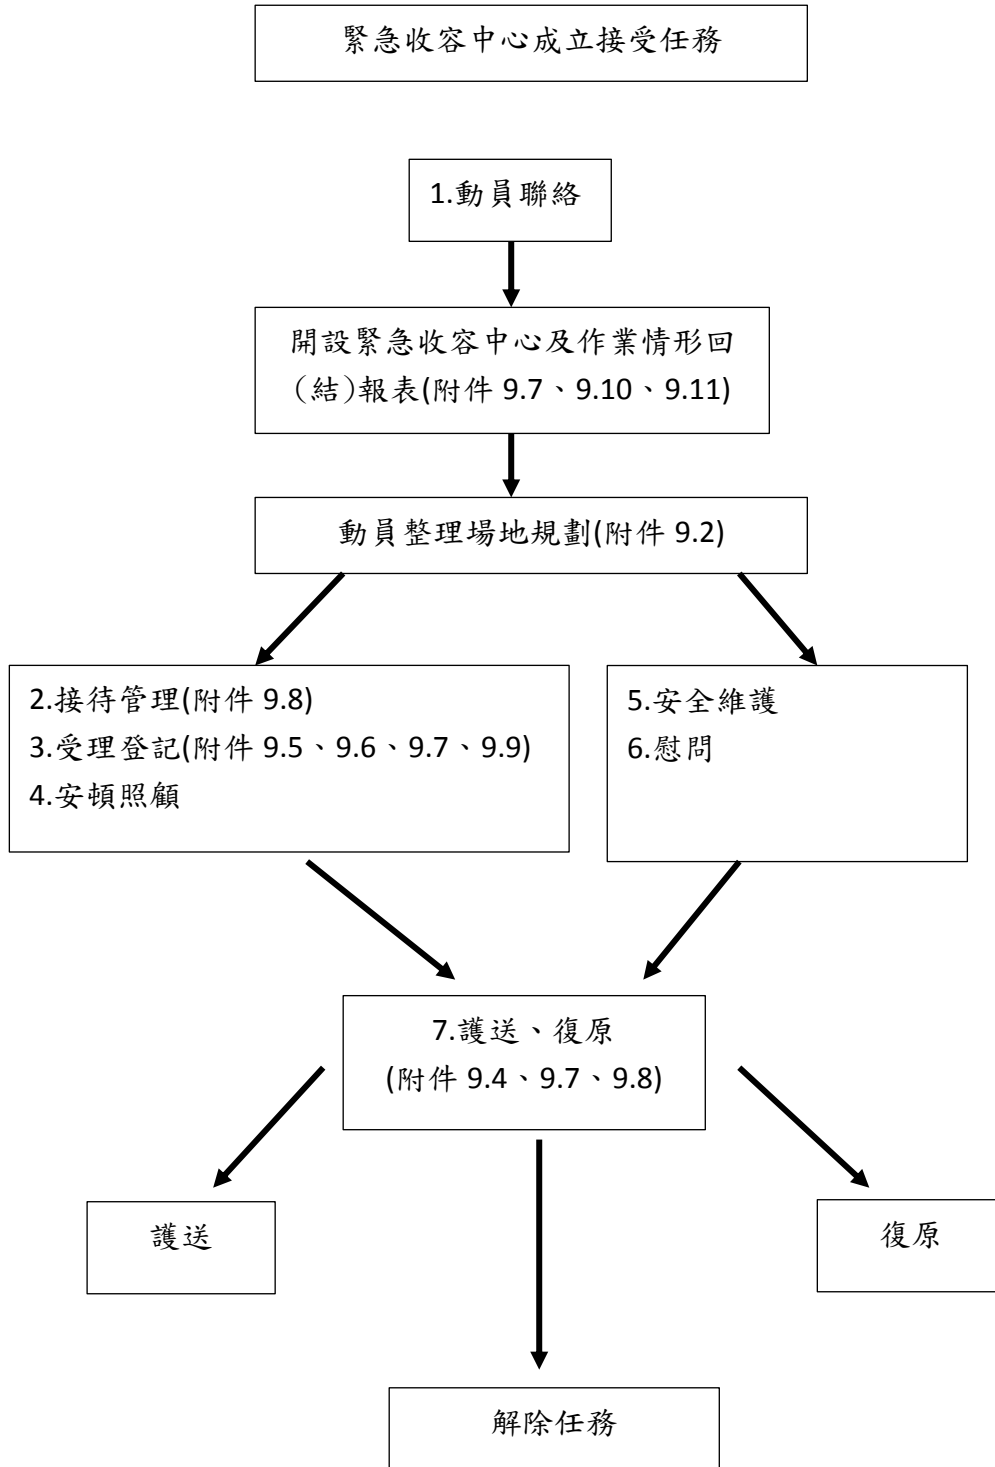 緊急收容中心成立接受任務
1.動員聯絡
開設緊急收容中心及作業情形回
(結)報表(附件 9.7、9.10、9.11)
動員整理場地規劃(附件 9.2)
2.接待管理(附件 9.8)
3.受理登記(附件 9.5、9.6、9.7、9.9)
4.安頓照顧
5.安全維護
6.慰問
7.護送、復原
(附件 9.4、9.7、9.8)
護送
復原
解除任務